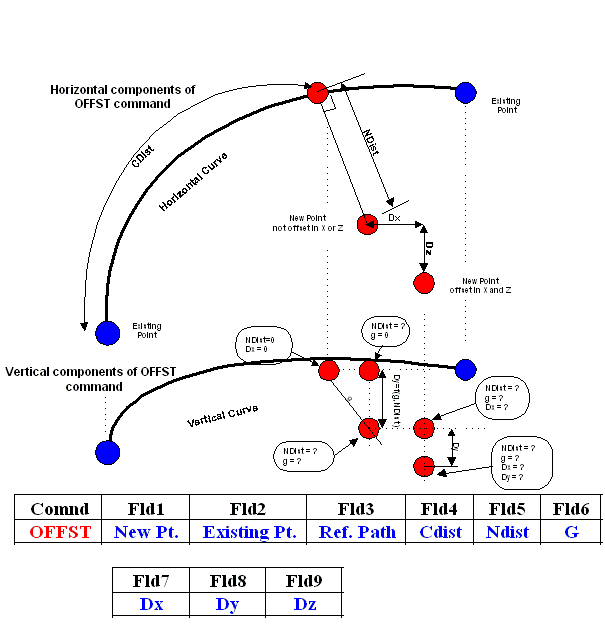 Horizontal components of
OFFST command
Existing
Point
CDist
Horizontal Curve
NDist
New Point
not offset in X or Z
Dx
Dz
New Point
offset in X and Z
Existing
Point
NDist=0
Dx = 0
NDist = ?
g = 0
Vertical components of OFFST
command
Dy=f(g,NDist)
g
NDist = ?
g = ?
Dx = ?
Vertical Curve
NDist = ?
g = ?
Dy
NDist = ?
g = ?
Dx = ?
Dy = ?
Comnd Fld1 Fld2 Fld3 Fld4 Fld5 Fld6
OFFST New Pt. Existing Pt. Ref. Path Cdist Ndist G
Fld7 Fld8 Fld9
Dx Dy Dz